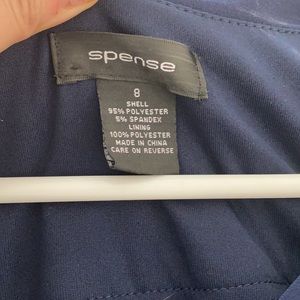 spense
8
SHELL
95% POLYESTER
5% SPANDEX
LINING
100% POLYESTER
MADE IN CHINA
CARE ON REVERSE